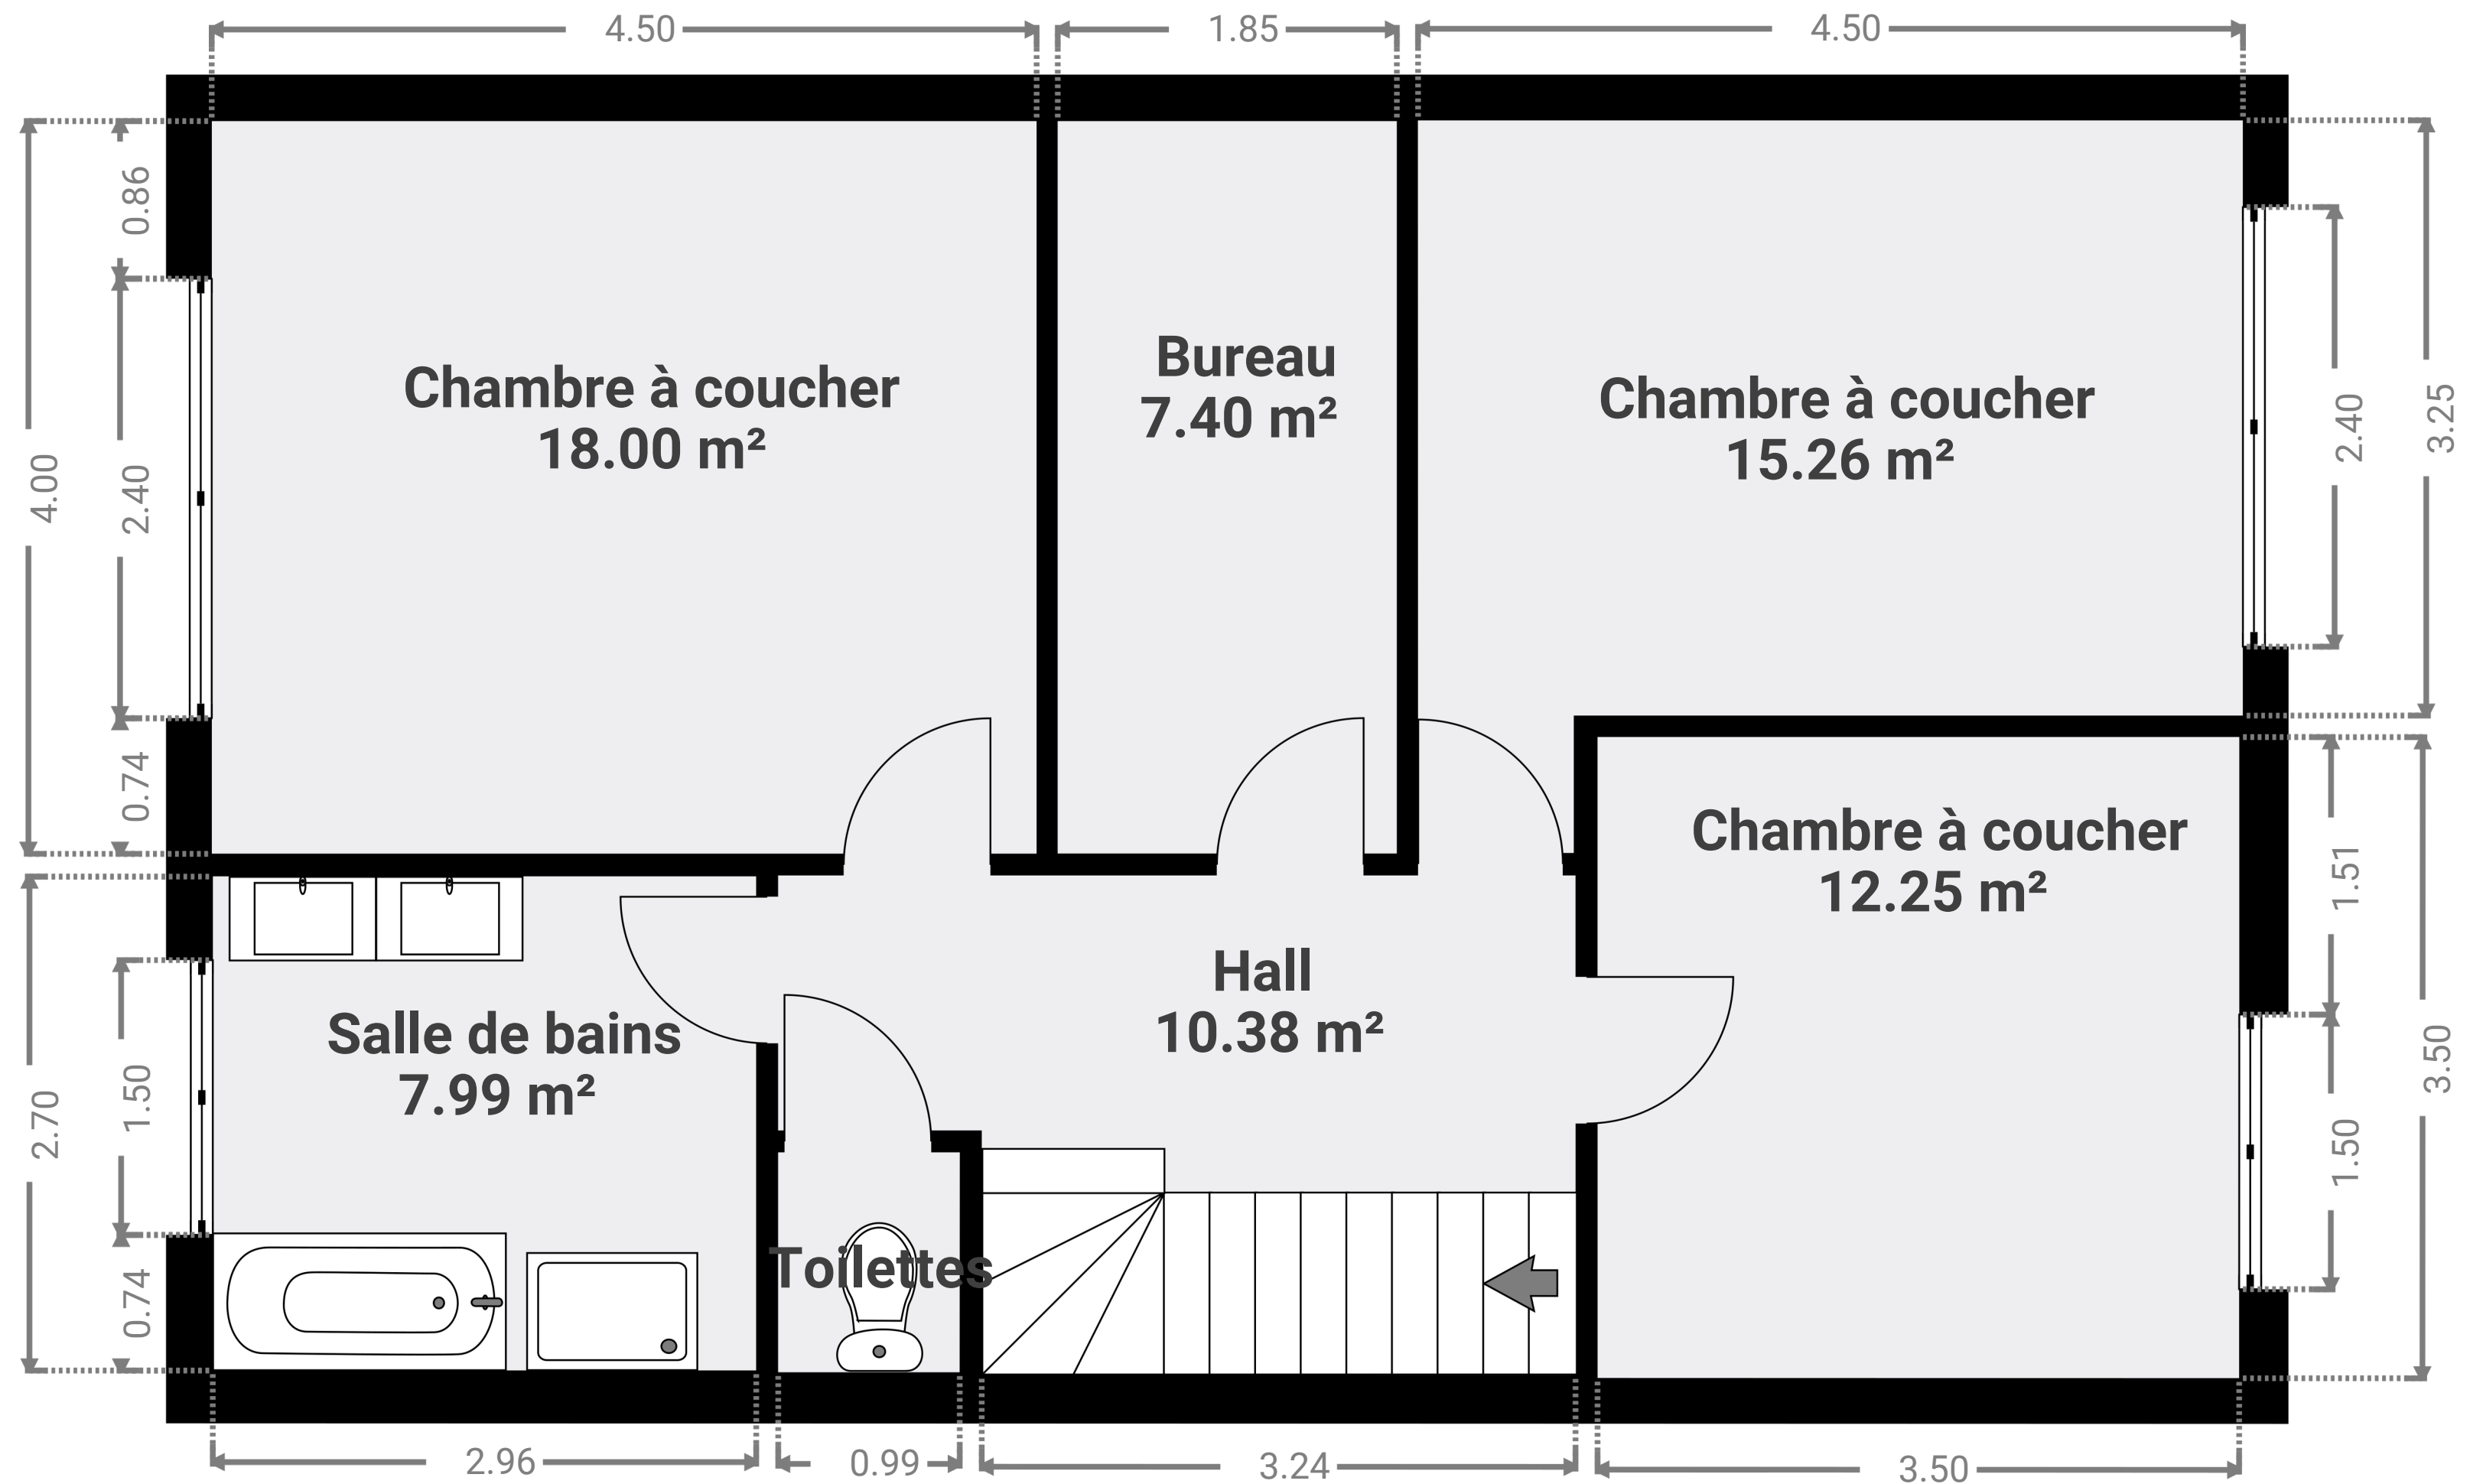 4.50
1.85
4.50
0.86
2.40
4.00
0.74
2.40
3.25
Chambre à coucher
18.00 m²
Bureau
7.40 m²
Chambre à coucher
15.26 m²
Chambre à coucher
12.25 m²
1.51
3.50
1.50
Hall
10.38 m²
Salle de bains
7.99 m²
2.70
1.50
0.74
Toilettes
2.96
0.99
3.24
3.50